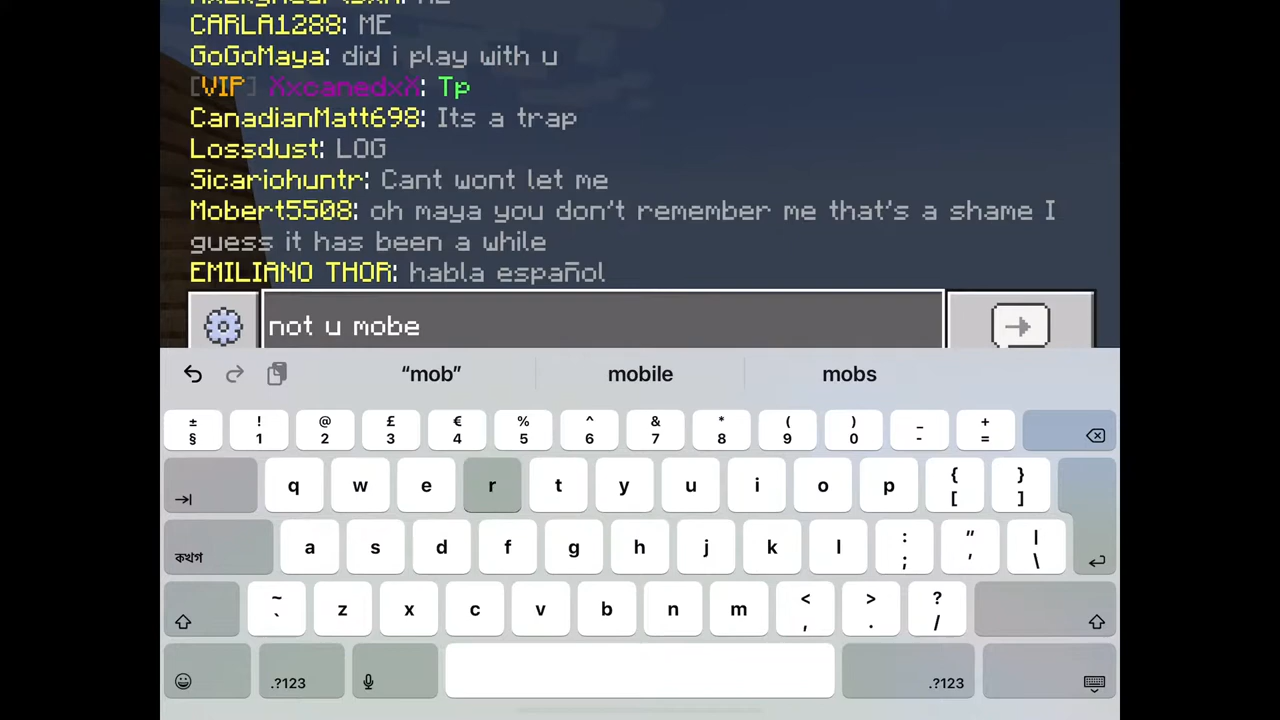 CARLA1288: ME
GoGoMaya: did i play with u
[VIP] XxcanedxX: Tp
CanadianMatt698: Its a trap
Lossdust: LOG
Sicariohuntr: Cant wont let me
Mobert5508: oh maya you don't remember me that's a shame I
guess it has been a while
EMILIANO THOR: habla español
not u mobe
“mob” mobile mobs
± ! @ £ € % ^ & * ( ) _ +
§ 1 2 3 4 5 6 7 8 9 0 - =
q w e r t y u i o p { [ } ]
কখগ a s d f g h j k l : ; " ' | \
~ ` z x c v b n m < , > . ? /
.?123 .?123